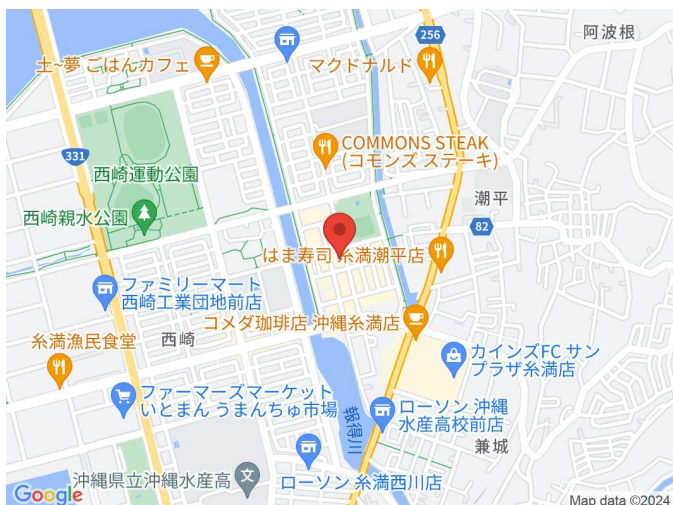 阿波根
256
土~夢 ごはんカフェ
マクドナルド
COMMONS STEAK
(コモンズ ステーキ)
331
西崎運動公園
潮平
西崎親水公園
82
はま寿司 糸満潮平店
ファミリーマート
西崎工業団地前店
コメダ珈琲店 沖縄糸満店
糸満漁民食堂
西崎
カインズFC サン
プラザ糸満店
ファーマーズマーケット
いとまん うまんちゅ市場
報得川
ローソン 沖縄
水産高校前店
兼城
沖縄県立沖縄水産高
ローソン 糸満西川店
Google
Map data ©2024